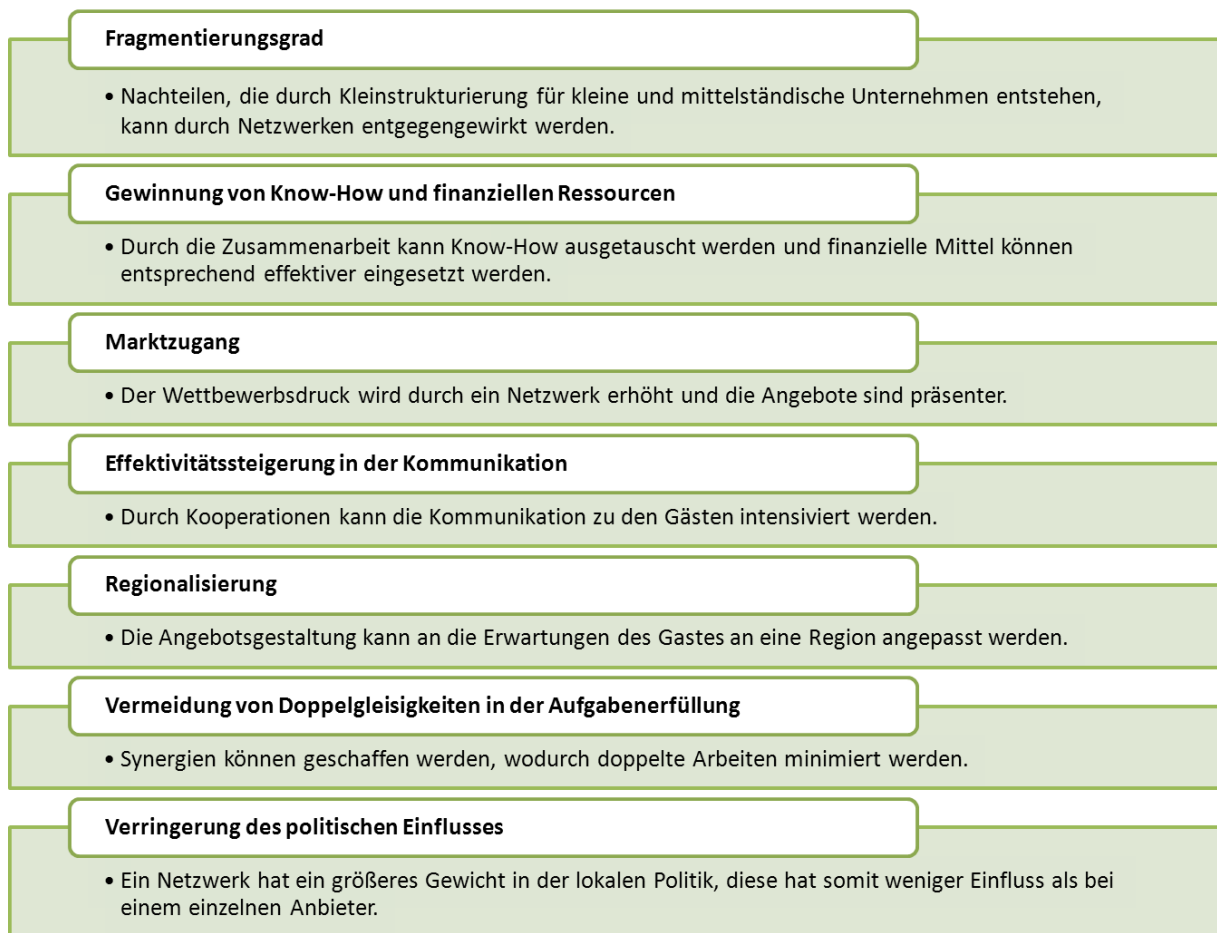 Fragmentierungsgrad
• Nachteilen, die durch Kleinstrukturierung für kleine und mittelständische Unternehmen entstehen,
kann durch Netzwerken entgegengewirkt werden.
Gewinnung von Know-How und finanziellen Ressourcen
• Durch die Zusammenarbeit kann Know-How ausgetauscht werden und finanzielle Mittel können
entsprechend effektiver eingesetzt werden.
Marktzugang
• Der Wettbewerbsdruck wird durch ein Netzwerk erhöht und die Angebote sind präsenter.
Effektivitätssteigerung in der Kommunikation
• Durch Kooperationen kann die Kommunikation zu den Gästen intensiviert werden.
Regionalisierung
• Die Angebotsgestaltung kann an die Erwartungen des Gastes an eine Region angepasst werden.
Vermeidung von Doppelgleisigkeiten in der Aufgabenerfüllung
• Synergien können geschaffen werden, wodurch doppelte Arbeiten minimiert werden.
Verringerung des politischen Einflusses
• Ein Netzwerk hat ein größeres Gewicht in der lokalen Politik, diese hat somit weniger Einfluss als bei
einem einzelnen Anbieter.